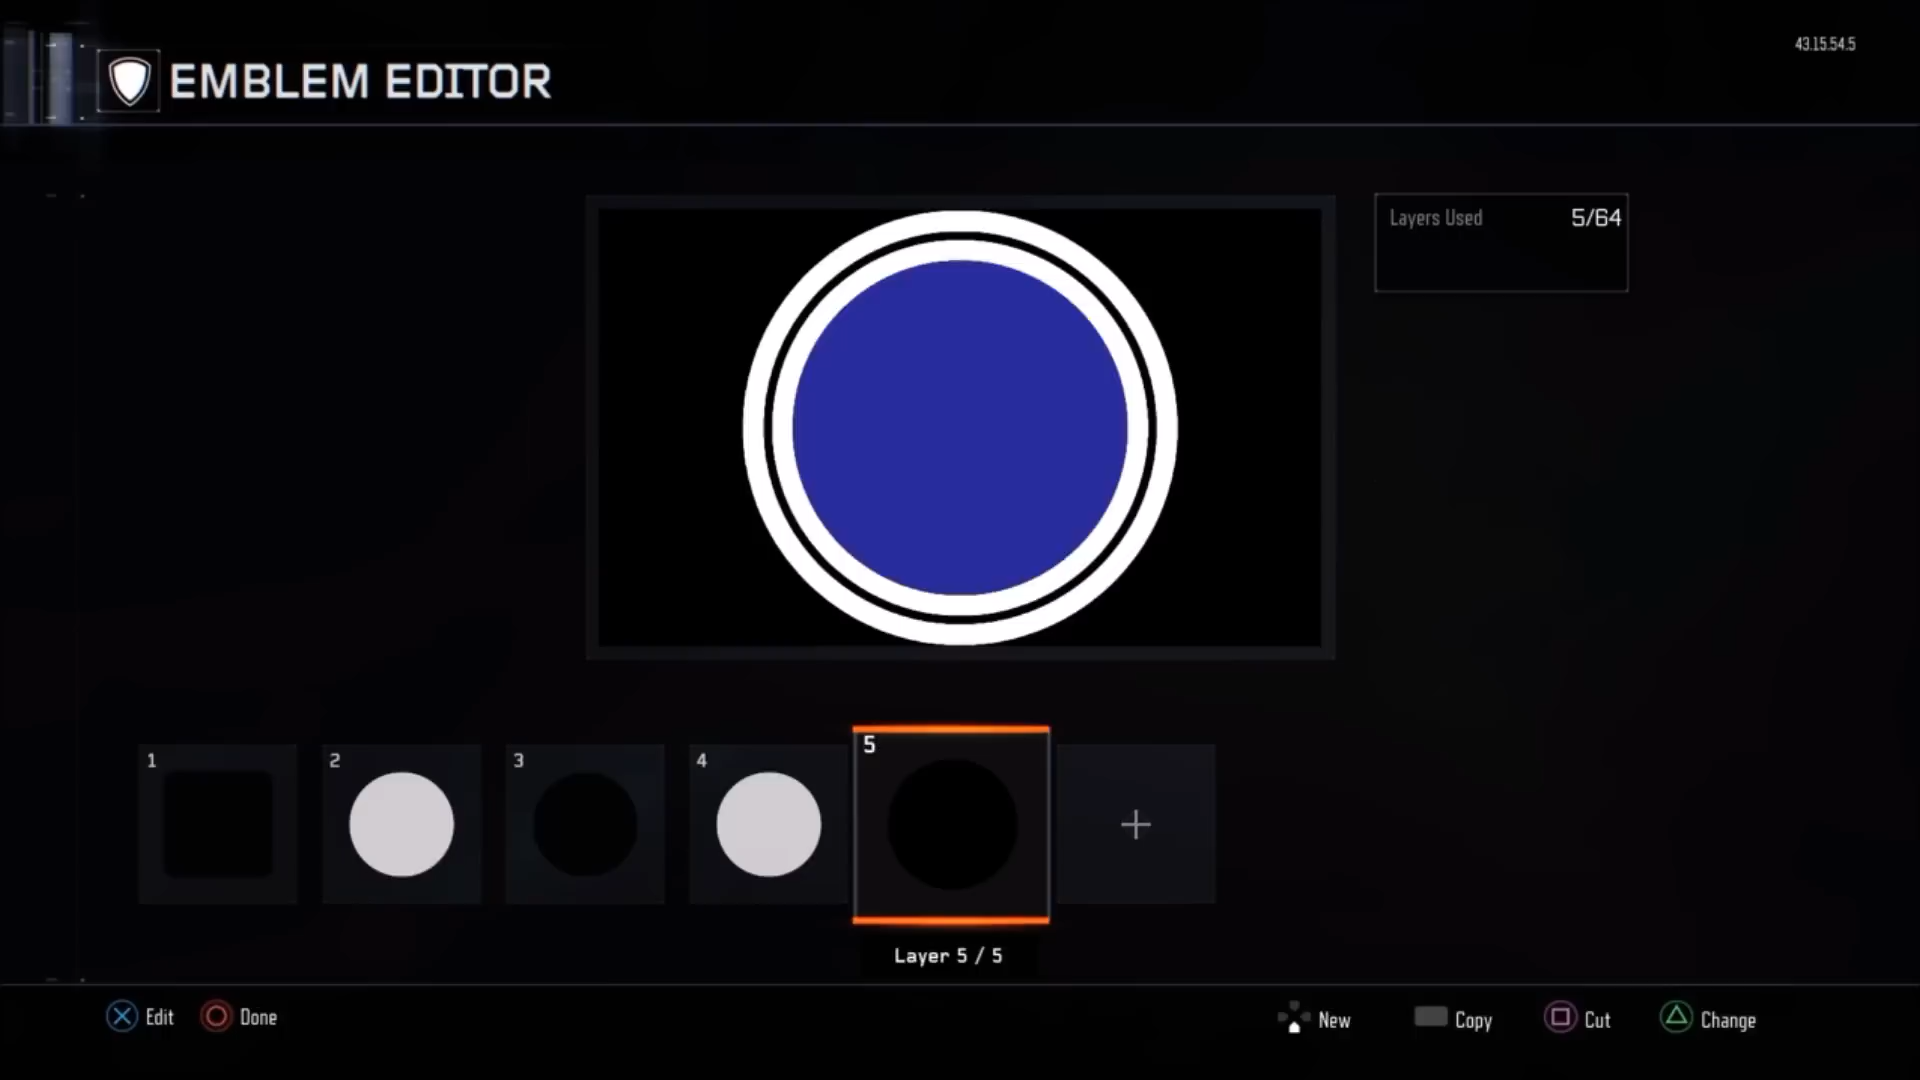 EMBLEM EDITOR
43.15.54.5
Layers Used 5/64
1
2
3
4
5
Layer 5 / 5
Edit
Done
New
Copy
Cut
Change